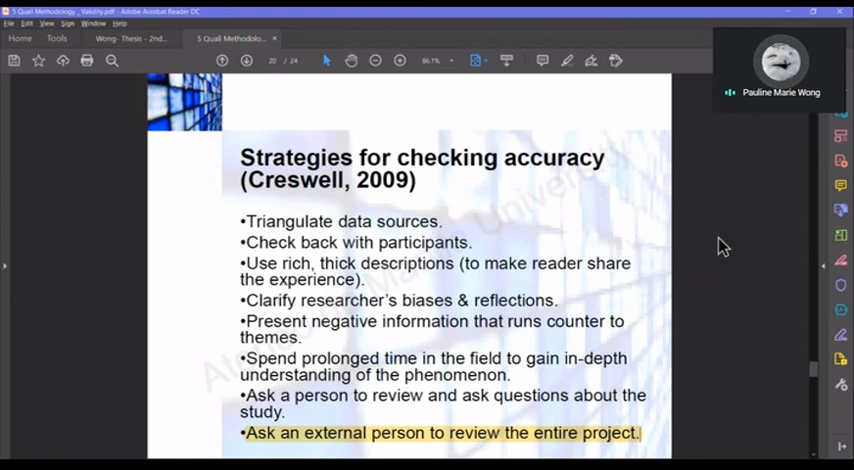 5 Quali Methodology _ Validity.pdf - Adobe Acrobat Reader DC
File Edit View Sign Window Help
Home Tools Wong- Thesis - 2nd... 5 Quali Methodolo... ×
20 / 24 86.1%
Pauline Marie Wong
Strategies for checking accuracy
(Creswell, 2009)
•Triangulate data sources.
•Check back with participants.
•Use rich, thick descriptions (to make reader share
the experience).
•Clarify researcher's biases & reflections.
•Present negative information that runs counter to
themes.
•Spend prolonged time in the field to gain in-depth
understanding of the phenomenon.
•Ask a person to review and ask questions about the
study.
•Ask an external person to review the entire project.